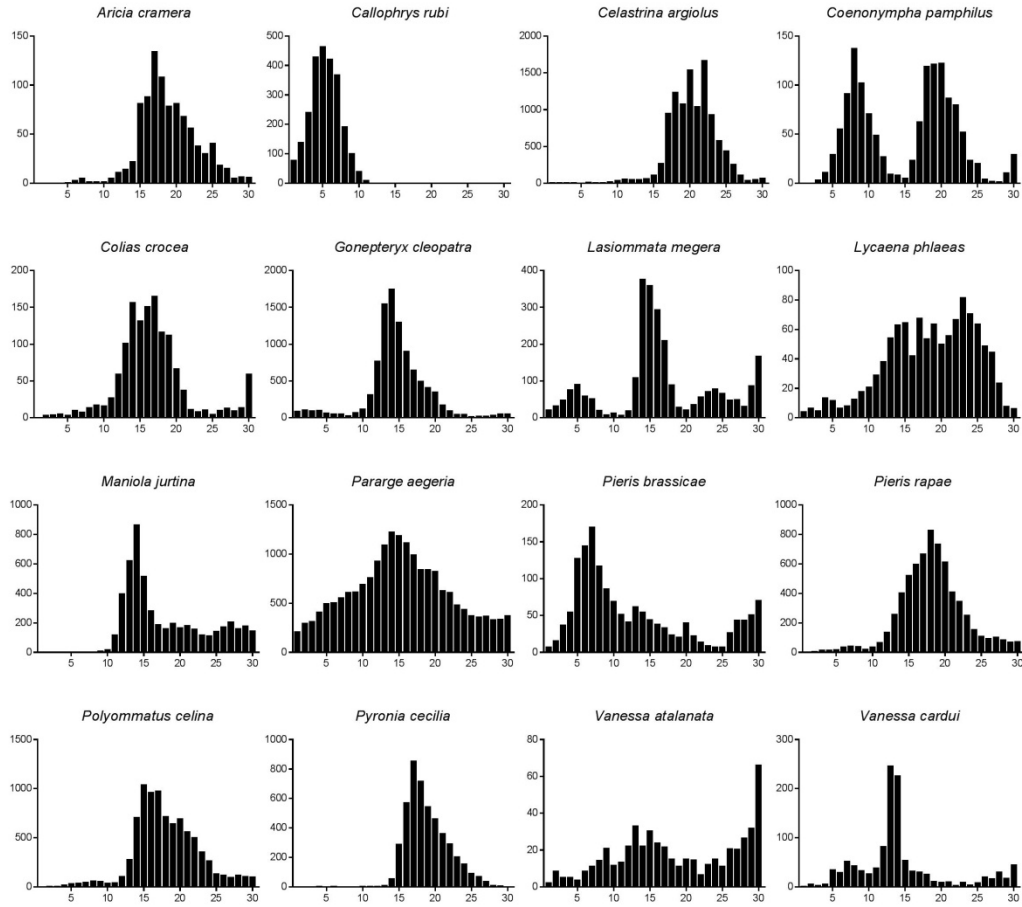 Aricia cramera
150
100
50
0
5 10 15 20 25 30
Callophrys rubi
500
400
300
200
100
0
5 10 15 20 25 30
Celastrina argiolus
2000
1500
1000
500
0
5 10 15 20 25 30
Coenonympha pamphilus
150
100
50
0
5 10 15 20 25 30
Colias crocea
200
150
100
50
0
5 10 15 20 25 30
Gonepteryx cleopatra
2000
1500
1000
500
0
5 10 15 20 25 30
Lasiommata megera
400
300
200
100
0
5 10 15 20 25 30
Lycaena phlaeas
100
80
60
40
20
0
5 10 15 20 25 30
Maniola jurtina
1000
800
600
400
200
0
5 10 15 20 25 30
Pararge aegeria
1500
1000
500
0
5 10 15 20 25 30
Pieris brassicae
200
150
100
50
0
5 10 15 20 25 30
Pieris rapae
1000
800
600
400
200
0
5 10 15 20 25 30
Polyommatus celina
1500
1000
500
0
5 10 15 20 25 30
Pyronia cecilia
1000
800
600
400
200
0
5 10 15 20 25 30
Vanessa atalanata
80
60
40
20
0
5 10 15 20 25 30
Vanessa cardui
300
200
100
0
5 10 15 20 25 30